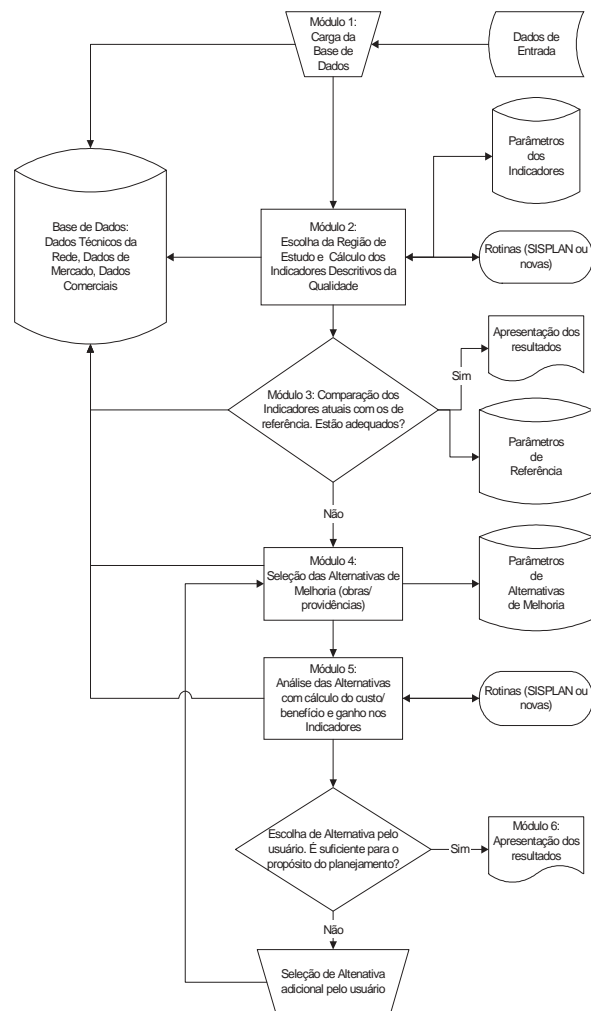 Módulo 1:
Carga da
Base de
Dados
Dados de
Entrada
Parâmetros
dos
Indicadores
Base de Dados:
Dados Técnicos da
Rede, Dados de
Mercado, Dados
Comerciais
Módulo 2:
Escolha da Região de
Estudo e Cálculo dos
Indicadores Descritivos da
Qualidade
Rotinas (SISPLAN ou
novas)
Apresentação dos
resultados
Sim
Módulo 3: Comparação dos
Indicadores atuais com os de
referência. Estão adequados?
Parâmetros
de
Referência
Não
Módulo 4:
Seleção das Alternativas de
Melhoria (obras/
providências)
Parâmetros
de
Alternativas
de Melhoria
Módulo 5:
Análise das Alternativas
com cálculo do custo/
benefício e ganho nos
Indicadores
Rotinas (SISPLAN ou
novas)
Escolha de Alternativa pelo
usuário. É suficiente para o
propósito do planejamento?
Sim
Módulo 6:
Apresentação dos
resultados
Não
Seleção de Altenativa
adicional pelo usuário